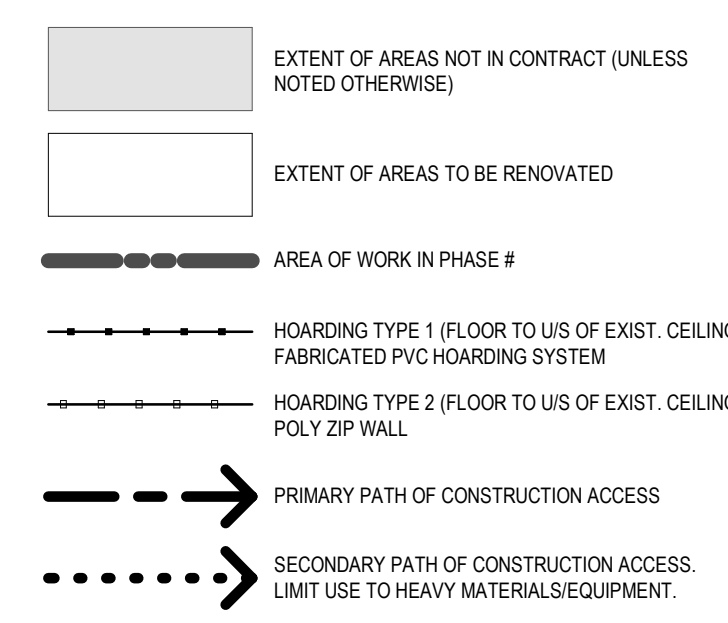 EXTENT OF AREAS NOT IN CONTRACT (UNLESS
NOTED OTHERWISE)
EXTENT OF AREAS TO BE RENOVATED
AREA OF WORK IN PHASE #
HOARDING TYPE 1 (FLOOR TO U/S OF EXIST.
FABRICATED PVC HOARDING SYSTEM
HOARDING TYPE 2 (FLOOR TO U/S OF EXIST.
POLY ZIP WALL
PRIMARY PATH OF CONSTRUCTION ACCESS
SECONDARY PATH OF CONSTRUCTION ACCESS.
LIMIT USE TO HEAVY MATERIALS/EQUIPMENT.